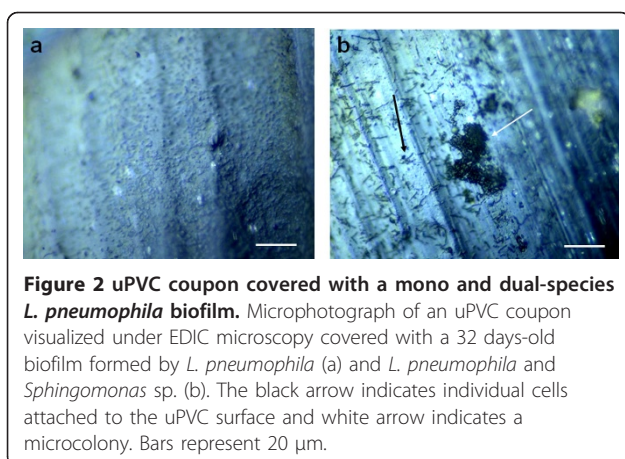 a
b
Figure 2 uPVC coupon covered with a mono and dual-species
L. pneumophila biofilm. Microphotograph of an uPVC coupon
visualized under EDIC microscopy covered with a 32 days-old
biofilm formed by L. pneumophila (a) and L. pneumophila and
Sphingomonas sp. (b). The black arrow indicates individual cells
attached to the uPVC surface and white arrow indicates a
microcolony. Bars represent 20 μm.